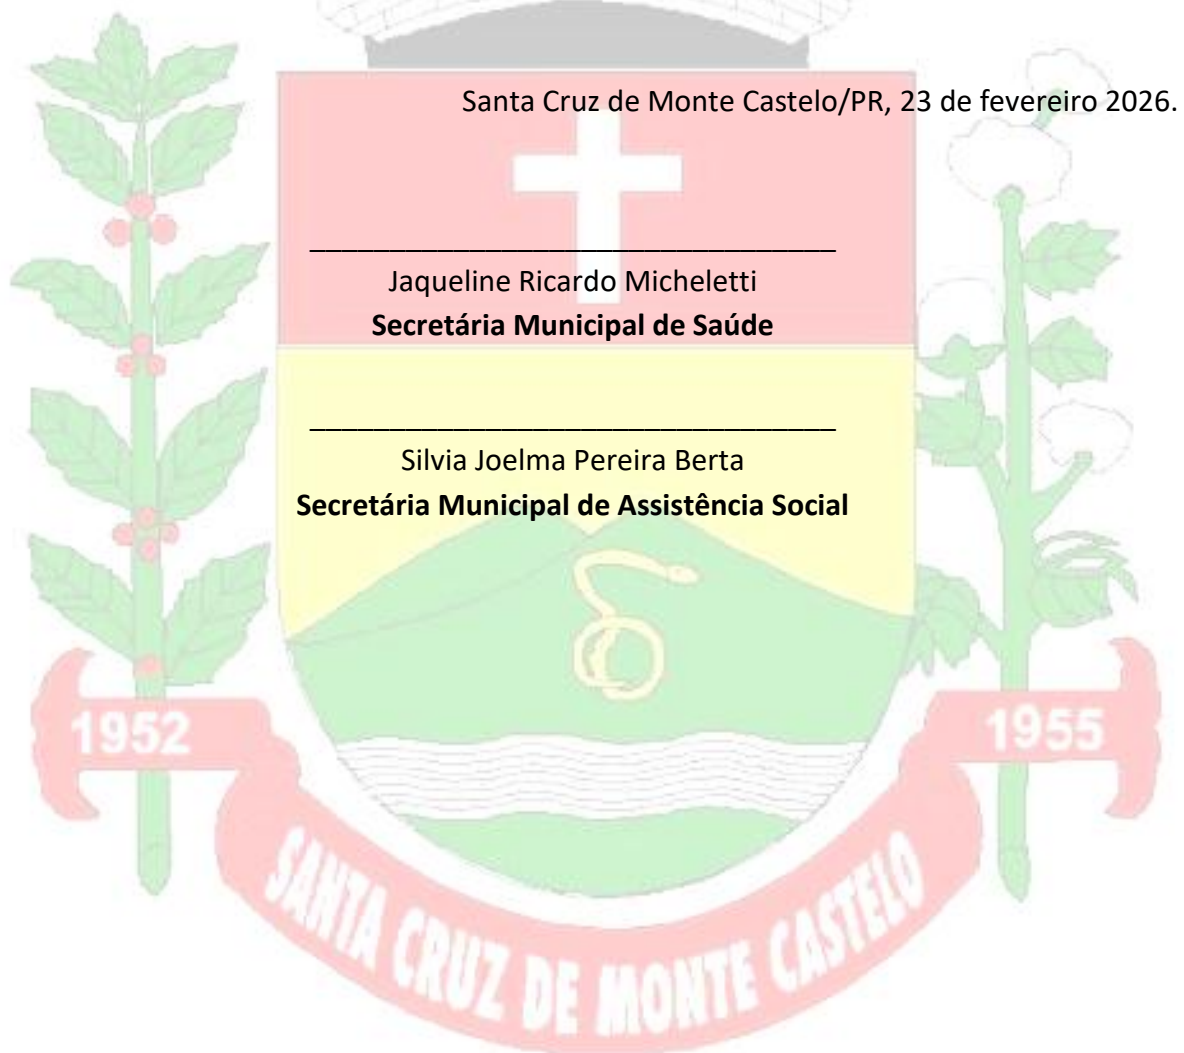 Santa Cruz de Monte Castelo/PR, 23 de fevereiro 2026.
Jaqueline Ricardo Micheletti
Secretária Municipal de Saúde
Silvia Joelma Pereira Berta
Secretária Municipal de Assistência Social
1952
1955
SANTA CRUZ DE MONTE CASTELO